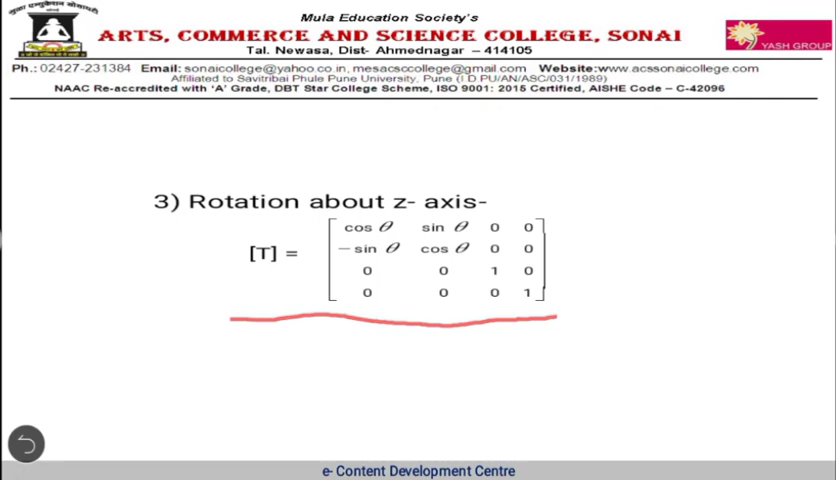 Mula Education Society's
ARTS, COMMERCE AND SCIENCE COLLEGE, SONAI
Tal. Newasa, Dist- Ahmednagar – 414105
YASH GROUP
Ph.: 02427-231384 Email: sonaicollege@yahoo.co.in, mesacsccollege@gmail.com Website:www.acssonaicollege.com
Affiliated to Savitribai Phule Pune University, Pune (I D PU/AN/ASC/031/1989)
NAAC Re-accredited with 'A' Grade, DBT Star College Scheme, ISO 9001: 2015 Certified, AISHE Code – C-42096
3) Rotation about z- axis-
[T] =
cos θ sin θ 0 0
− sin θ cos θ 0 0
0 0 1 0
0 0 0 1
e- Content Development Centre